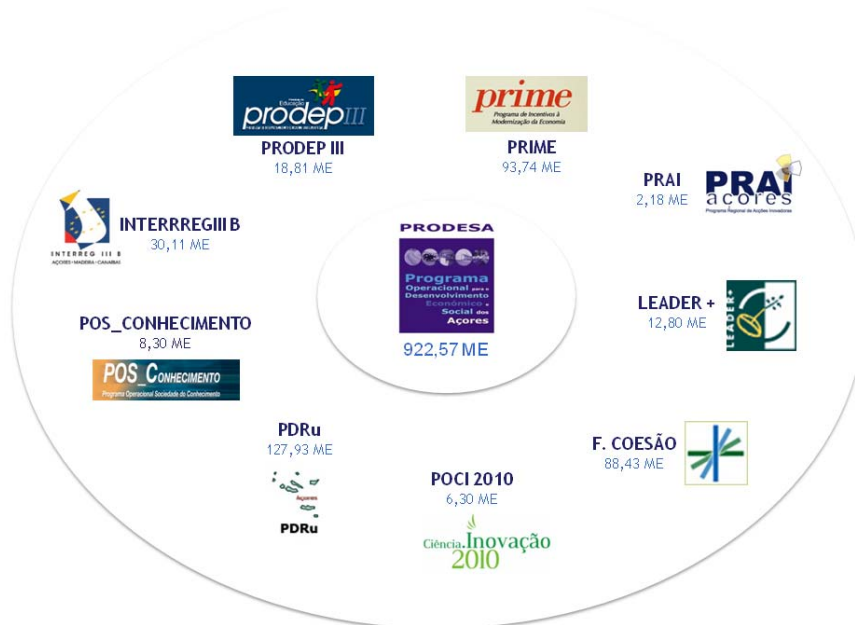 Educação
prodepIII
PRODEP III
18,81 ME
prime
Programa de Incentivos à
Modernização da Economia
PRIME
93,74 ME
PRAI
2,18 ME
PRAI
açores
Programa Regional de Acções Inovadoras
INTERRREGIII B
30,11 ME
INTERREG III B
AÇORES-MADEIRA-CANÁRIAS
PRODESA
Programa
Operacional para o
Desenvolvimento
Económico e
Social dos
Açores
922,57 ME
LEADER +
12,80 ME
LEADER+
POS_CONHECIMENTO
8,30 ME
POS_CONHECIMENTO
Programa Operacional Sociedade do Conhecimento
PDRu
127,93 ME
Açores
PDRu
POCI 2010
6,30 ME
Ciência.Inovação
2010
F. COESÃO
88,43 ME